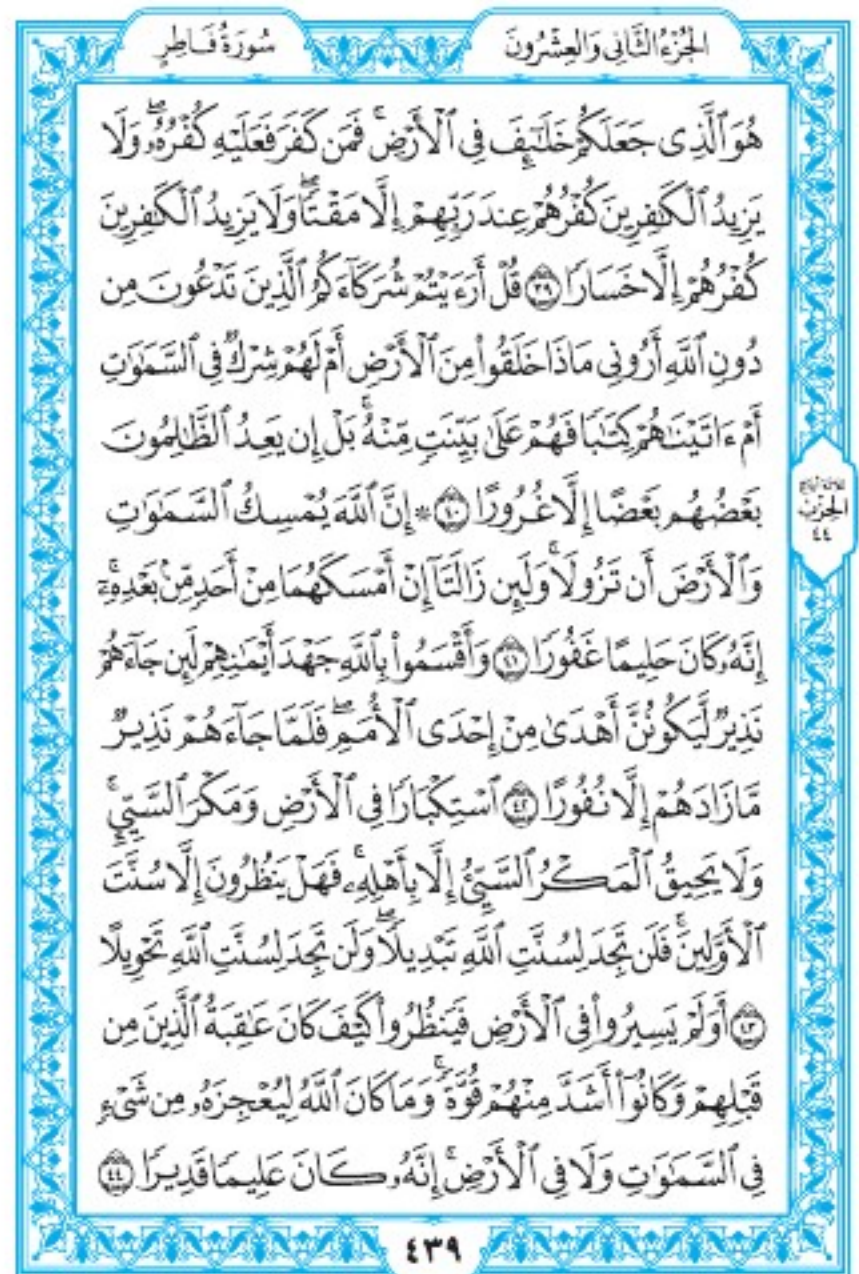 الجُزْءُ الثَّانِي وَالعِشْرُونَ
سُورَةُ فَاطِرٍ
هُوَ ٱلَّذِى جَعَلَكُمْ خَلَٰٓئِفَ فِى ٱلْأَرْضِ ۚ فَمَن كَفَرَ فَعَلَيْهِ كُفْرُهُۥ ۖ وَلَا
يَزِيدُ ٱلْكَٰفِرِينَ كُفْرُهُمْ عِندَ رَبِّهِمْ إِلَّا مَقْتًا ۖ وَلَا يَزِيدُ ٱلْكَٰفِرِينَ
كُفْرُهُمْ إِلَّا خَسَارًا ٣٩ قُلْ أَرَءَيْتُمْ شُرَكَآءَكُمُ ٱلَّذِينَ تَدْعُونَ مِن
دُونِ ٱللَّهِ أَرُونِى مَاذَا خَلَقُوا۟ مِنَ ٱلْأَرْضِ أَمْ لَهُمْ شِرْكٌ فِى ٱلسَّمَٰوَٰتِ
أَمْ ءَاتَيْنَٰهُمْ كِتَٰبًا فَهُمْ عَلَىٰ بَيِّنَتٍ مِّنْهُ ۚ بَلْ إِن يَعِدُ ٱلظَّٰلِمُونَ
بَعْضُهُم بَعْضًا إِلَّا غُرُورًا ٤٠ ۞ إِنَّ ٱللَّهَ يُمْسِكُ ٱلسَّمَٰوَٰتِ
وَٱلْأَرْضَ أَن تَزُولَا ۚ وَلَئِن زَالَتَآ إِنْ أَمْسَكَهُمَا مِنْ أَحَدٍ مِّنۢ بَعْدِهِۦٓ ۚ
إِنَّهُۥ كَانَ حَلِيمًا غَفُورًا ٤١ وَأَقْسَمُوا۟ بِٱللَّهِ جَهْدَ أَيْمَٰنِهِمْ لَئِن جَآءَهُمْ
نَذِيرٌ لَّيَكُونُنَّ أَهْدَىٰ مِنْ إِحْدَى ٱلْأُمَمِ ۖ فَلَمَّا جَآءَهُمْ نَذِيرٌ
مَّا زَادَهُمْ إِلَّا نُفُورًا ٤٢ ٱسْتِكْبَارًا فِى ٱلْأَرْضِ وَمَكْرَ ٱلسَّيِّئِ ۚ
وَلَا يَحِيقُ ٱلْمَكْرُ ٱلسَّيِّئُ إِلَّا بِأَهْلِهِۦ ۚ فَهَلْ يَنظُرُونَ إِلَّا سُنَّتَ
ٱلْأَوَّلِينَ ۚ فَلَن تَجِدَ لِسُنَّتِ ٱللَّهِ تَبْدِيلًا ۖ وَلَن تَجِدَ لِسُنَّتِ ٱللَّهِ تَحْوِيلًا
٤٣ أَوَلَمْ يَسِيرُوا۟ فِى ٱلْأَرْضِ فَيَنظُرُوا۟ كَيْفَ كَانَ عَٰقِبَةُ ٱلَّذِينَ مِن
قَبْلِهِمْ وَكَانُوٓا۟ أَشَدَّ مِنْهُمْ قُوَّةً ۚ وَمَا كَانَ ٱللَّهُ لِيُعْجِزَهُۥ مِن شَىْءٍ
فِى ٱلسَّمَٰوَٰتِ وَلَا فِى ٱلْأَرْضِ ۚ إِنَّهُۥ كَانَ عَلِيمًا قَدِيرًا ٤٤
ثلاثة أرباع
الحِزْب
٤٤
٤٣٩